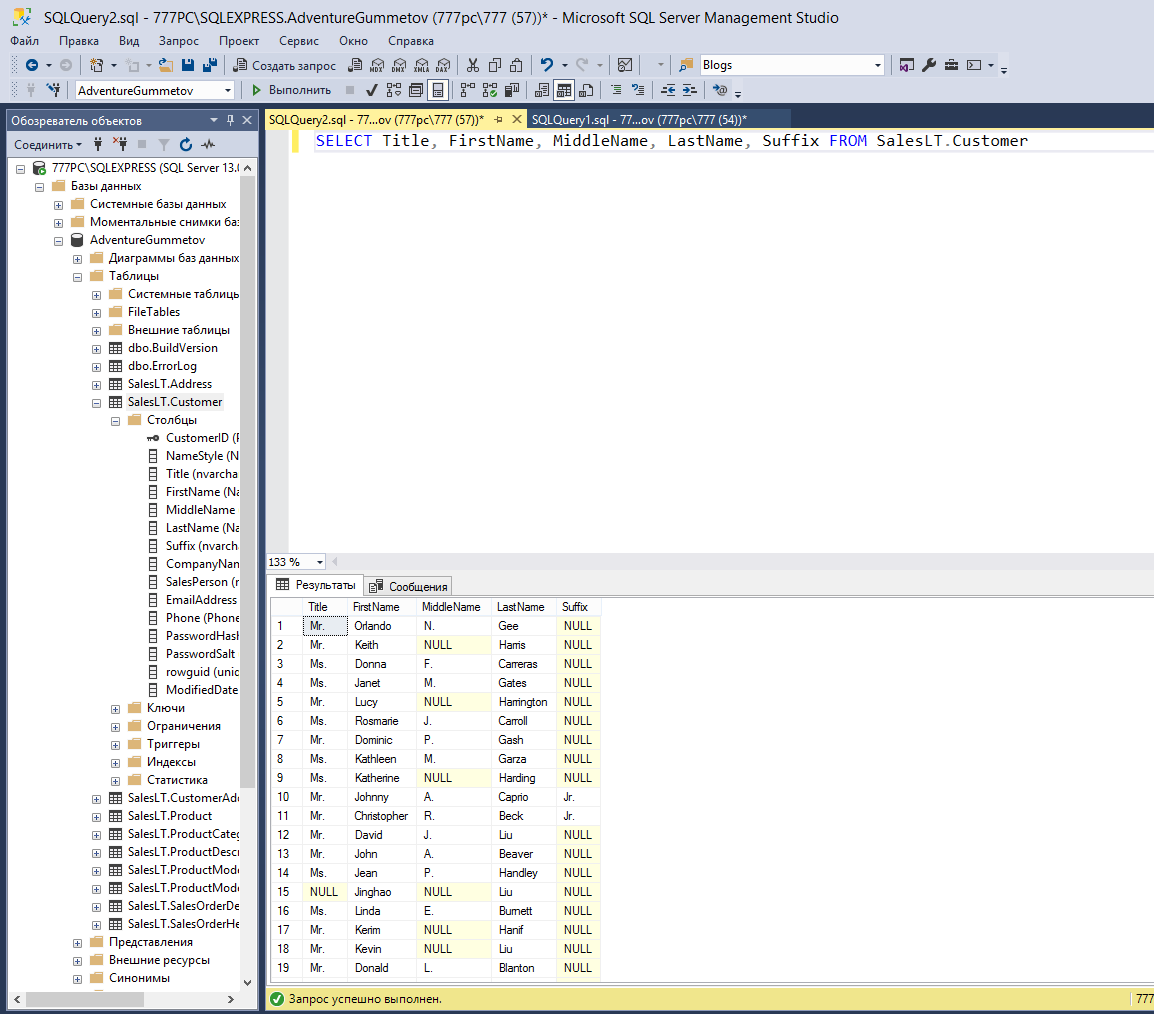 SQLQuery2.sql - 777PC\SQLEXPRESS.AdventureGummetov (777pc\777 (57))* - Microsoft SQL Server Management Studio
Файл Правка Вид Запрос Проект Сервис Окно Справка
Создать запрос MDX DMX XMLA DAX Blogs
AdventureGummetov Выполнить
Обозреватель объектов
Соединить
777PC\SQLEXPRESS (SQL Server 13.0
Базы данных
Системные базы данных
Моментальные снимки баз
AdventureGummetov
Диаграммы баз данных
Таблицы
Системные таблицы
FileTables
Внешние таблицы
dbo.BuildVersion
dbo.ErrorLog
SalesLT.Address
SalesLT.Customer
Столбцы
CustomerID (P
NameStyle (N
Title (nvarcha
FirstName (Na
MiddleName
LastName (Na
Suffix (nvarch
CompanyNam
SalesPerson (n
EmailAddress
Phone (Phone
PasswordHash
PasswordSalt
rowguid (uniq
ModifiedDate
Ключи
Ограничения
Триггеры
Индексы
Статистика
SalesLT.CustomerAdd
SalesLT.Product
SalesLT.ProductCateg
SalesLT.ProductDescr
SalesLT.ProductMode
SalesLT.ProductMode
SalesLT.SalesOrderDe
SalesLT.SalesOrderHe
Представления
Внешние ресурсы
Синонимы
SQLQuery2.sql - 77...ov (777pc\777 (57))* SQLQuery1.sql - 77...ov (777pc\777 (54))*
SELECT Title, FirstName, MiddleName, LastName, Suffix FROM SalesLT.Customer
133 %
Результаты Сообщения
Title FirstName MiddleName LastName Suffix
1 Mr. Orlando N. Gee NULL
2 Mr. Keith NULL Harris NULL
3 Ms. Donna F. Carreras NULL
4 Ms. Janet M. Gates NULL
5 Mr. Lucy NULL Harrington NULL
6 Ms. Rosmarie J. Carroll NULL
7 Mr. Dominic P. Gash NULL
8 Ms. Kathleen M. Garza NULL
9 Ms. Katherine NULL Harding NULL
10 Mr. Johnny A. Caprio Jr.
11 Mr. Christopher R. Beck Jr.
12 Mr. David J. Liu NULL
13 Mr. John A. Beaver NULL
14 Ms. Jean P. Handley NULL
15 NULL Jinghao NULL Liu NULL
16 Ms. Linda E. Burnett NULL
17 Mr. Kerim NULL Hanif NULL
18 Mr. Kevin NULL Liu NULL
19 Mr. Donald L. Blanton NULL
Запрос успешно выполнен. 777